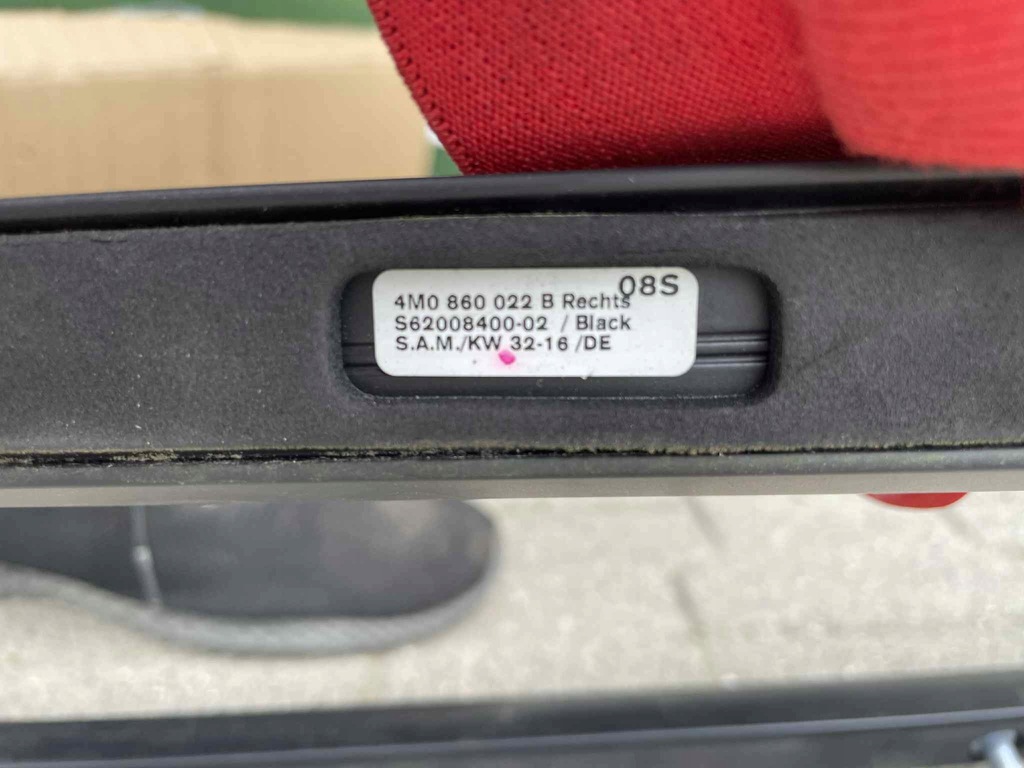 08S
4M0 860 022 B Rechts
S62008400-02 / Black
S.A.M./KW 32-16 /DE